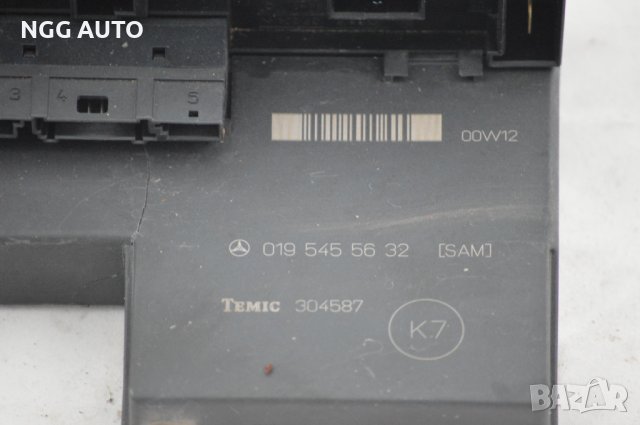 NGG AUTO
3 4 5
00W12
019 545 56 32 [SAM]
TEMIC 304587
K7
BAZAR